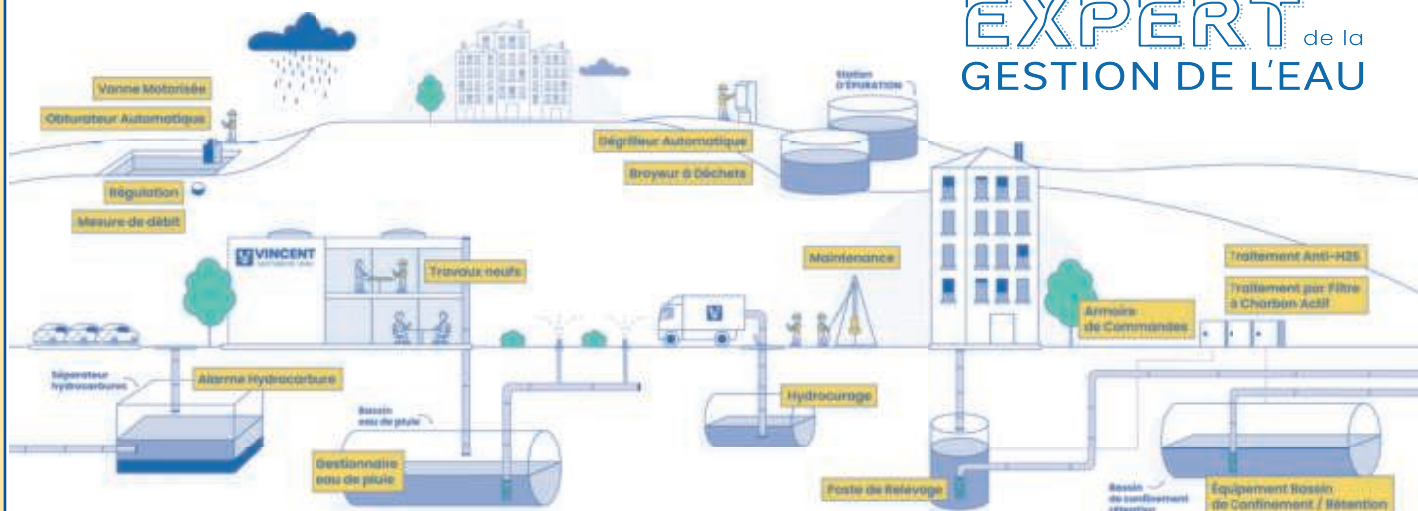 EXPERT de la
GESTION DE L'EAU
Station
D'ÉPURATION
Vanne Motorisée
Obturateur Automatique
Dégrilleur Automatique
Broyeur à Déchets
Régulation
Mesure de débit
VINCENT
Travaux neufs
Maintenance
Traitement Anti-H2S
Traitement par Filtre
à Charbon Actif
Armoire
de Commandes
Séparateur
hydrocarbures
Alarme Hydrocarbure
Hydrocurage
Bassin
eau de pluie
Gestionnaire
eau de pluie
Poste de Relevage
Bassin
de confinement
rétention
Équipement Bassin
de Confinement / Rétention